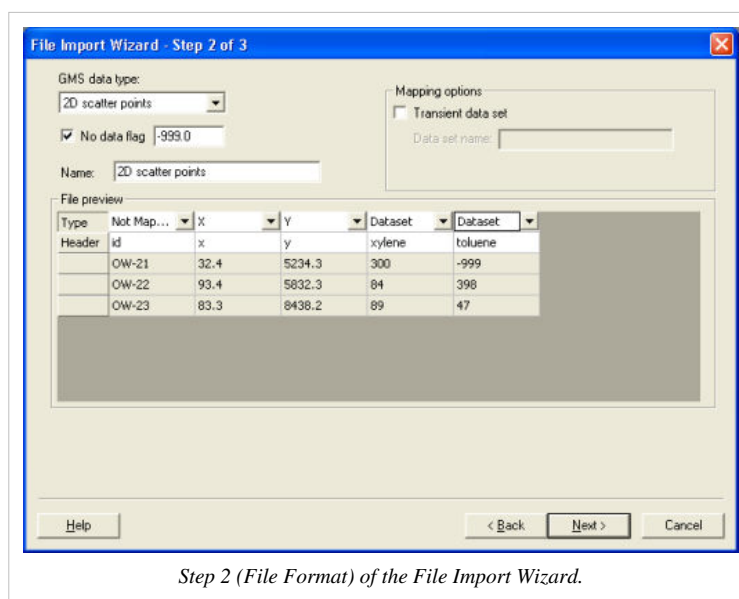 File Import Wizard - Step 2 of 3
GMS data type:
2D scatter points
No data flag -999.0
Name: 2D scatter points
Mapping options
Transient data set
Data set name:
File preview
Type Not Map... X Y Dataset Dataset
Header id x y xylene toluene
OW-21 32.4 5234.3 300 -999
OW-22 93.4 5832.3 84 398
OW-23 83.3 8438.2 89 47
Help < Back Next > Cancel
Step 2 (File Format) of the File Import Wizard.